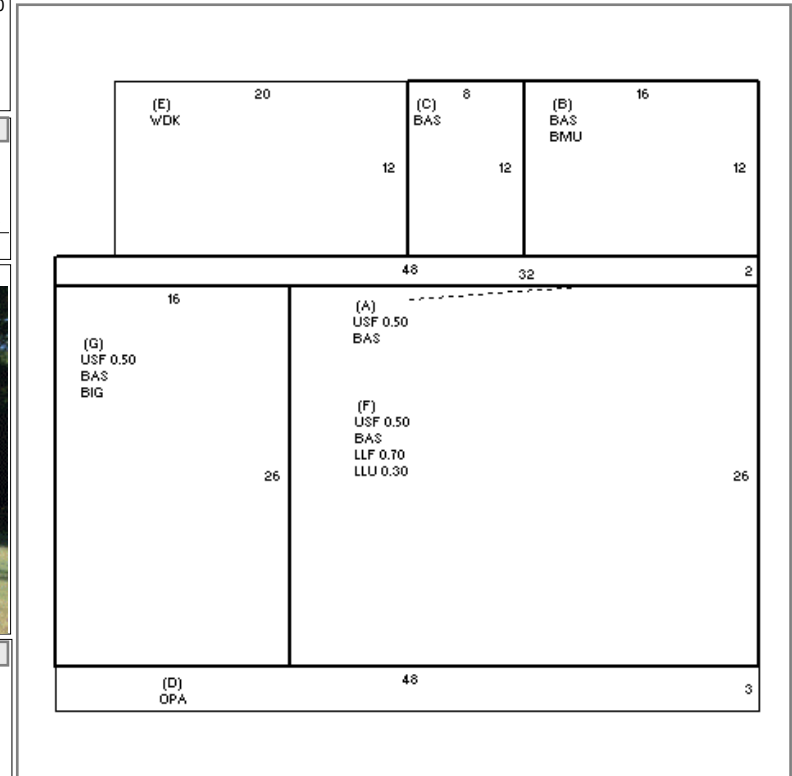 20
(E)
WDK
12
8
(C)
BAS
12
16
(B)
BAS
BMU
12
48
32
2
16
(G)
USF 0.50
BAS
BIG
26
(A)
USF 0.50
BAS
(F)
USF 0.50
BAS
LLF 0.70
LLU 0.30
26
48
(D)
OPA
3